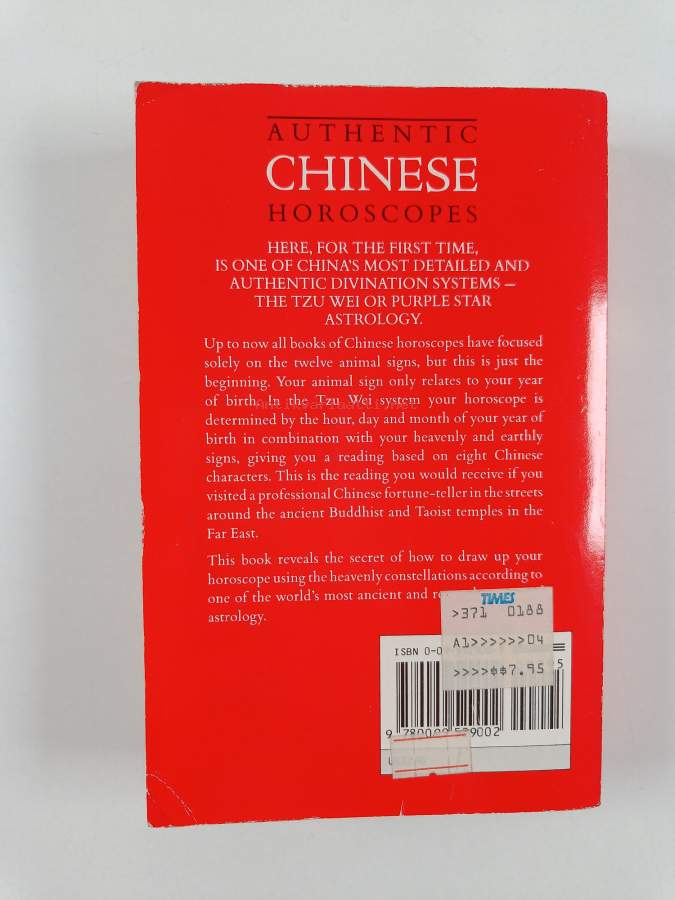 AUTHENTIC
CHINESE
HOROSCOPES
HERE, FOR THE FIRST TIME,
IS ONE OF CHINA'S MOST DETAILED AND
AUTHENTIC DIVINATION SYSTEMS –
THE TZU WEI OR PURPLE STAR
ASTROLOGY.
Up to now all books of Chinese horoscopes have focused
solely on the twelve animal signs, but this is just the
beginning. Your animal sign only relates to your year
of birth. In the Tzu Wei system your horoscope is
antikvariaatti.net
determined by the hour, day and month of your year of
birth in combination with your heavenly and earthly
signs, giving you a reading based on eight Chinese
characters. This is the reading you would receive if you
visited a professional Chinese fortune-teller in the streets
around the ancient Buddhist and Taoist temples in the
Far East.
This book reveals the secret of how to draw up your
horoscope using the heavenly constellations according to
one of the world's most ancient and
astrology.
TIMES
>371 0188
A1>>>>>>04
>>>>$$7.95
ISBN 0-0